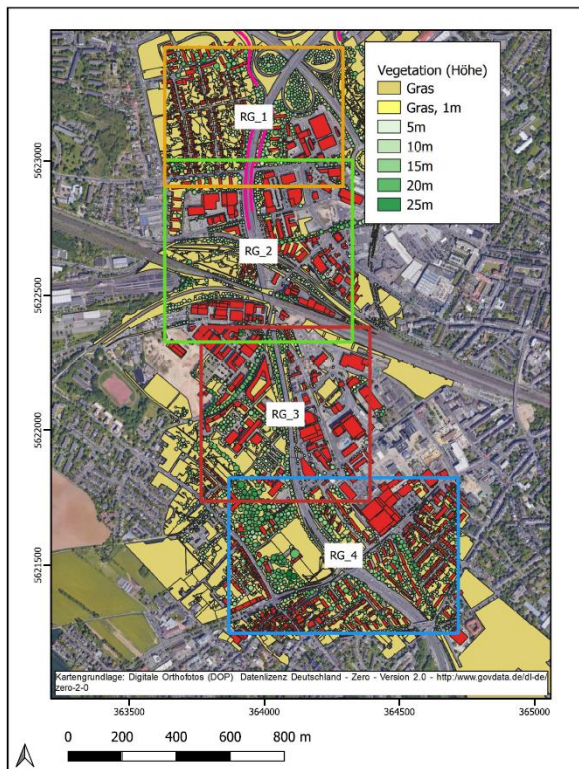 RG_1
RG_2
RG_3
RG_4
Vegetation (Höhe)
Gras
Gras, 1m
5m
10m
15m
20m
25m
5623000
5622500
5622000
5621500
Kartengrundlage: Digitale Orthofotos (DOP) Datenlizenz Deutschland - Zero - Version 2.0 - http:/www.govdata.de/dl-de/
zero-2-0
363500 364000 364500 365000
0 200 400 600 800 m